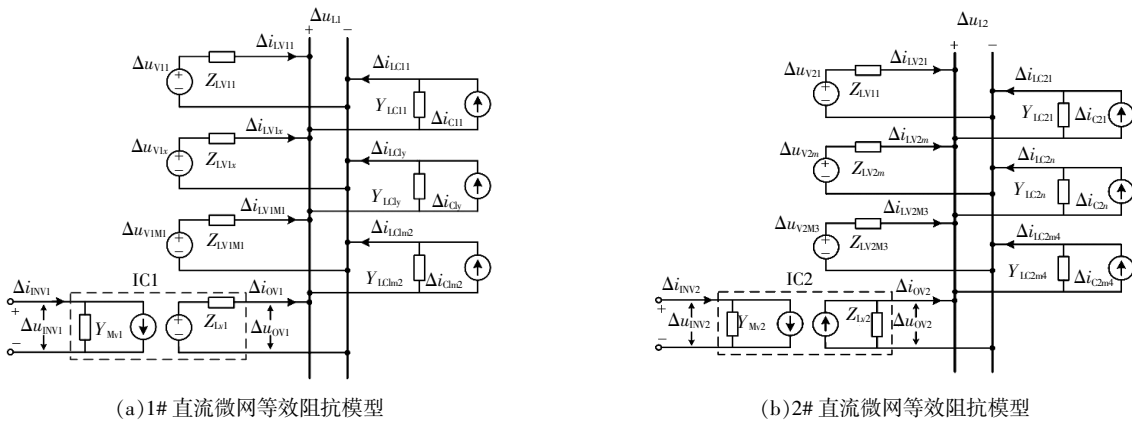 Δu_L1
+ −
Δi_LV11
Δu_V11
+
−
Z_LV11
Δi_LC11
Y_LC11
Δi_C11
Δi_LV1x
Δu_V1x
+
−
Z_LV1x
Δi_LCly
Y_LCly
Δi_Cly
Δi_LV1M1
Δu_V1M1
+
−
Z_LV1M1
Δi_LClm2
Y_LClm2
Δi_Clm2
IC1
Δi_INV1
+
Δu_INV1
−
Y_Mv1
+
−
Z_Lv1
Δi_OV1
Δu_OV1
(a)1# 直流微网等效阻抗模型
Δu_L2
+ −
Δi_LV21
Δu_V21
+
−
Z_LV11
Δi_LC21
Y_LC21
Δi_C21
Δi_LV2m
Δu_V2m
+
−
Z_LV2m
Δi_LC2n
Y_LC2n
Δi_C2n
Δi_LV2M3
Δu_V2M3
+
−
Z_LV2M3
Δi_LC2m4
Y_LC2m4
Δi_C2m4
IC2
Δi_INV2
+
Δu_INV2
−
Y_Mv2
Z_Lv2
Δi_OV2
Δu_OV2
(b)2# 直流微网等效阻抗模型